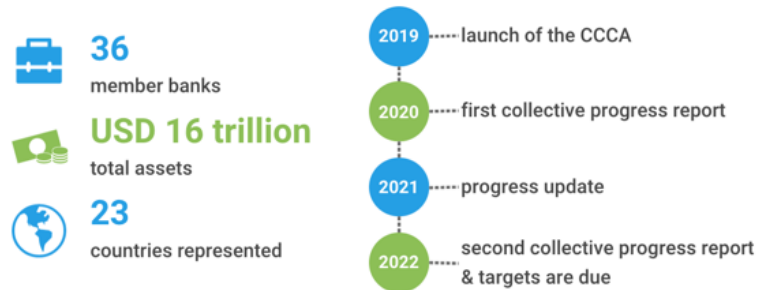 36
member banks
USD 16 trillion
total assets
23
countries represented
2019
launch of the CCCA
2020
first collective progress report
2021
progress update
2022
second collective progress report
& targets are due